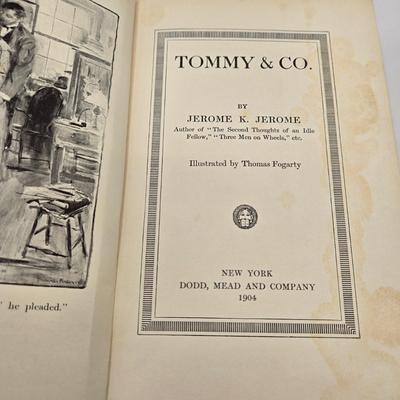 TOMMY & CO.
BY
JEROME K. JEROME
Author of "The Second Thoughts of an Idle
Fellow," "Three Men on Wheels," etc.
Illustrated by Thomas Fogarty
NEW YORK
DODD, MEAD AND COMPANY
1904
he pleaded."